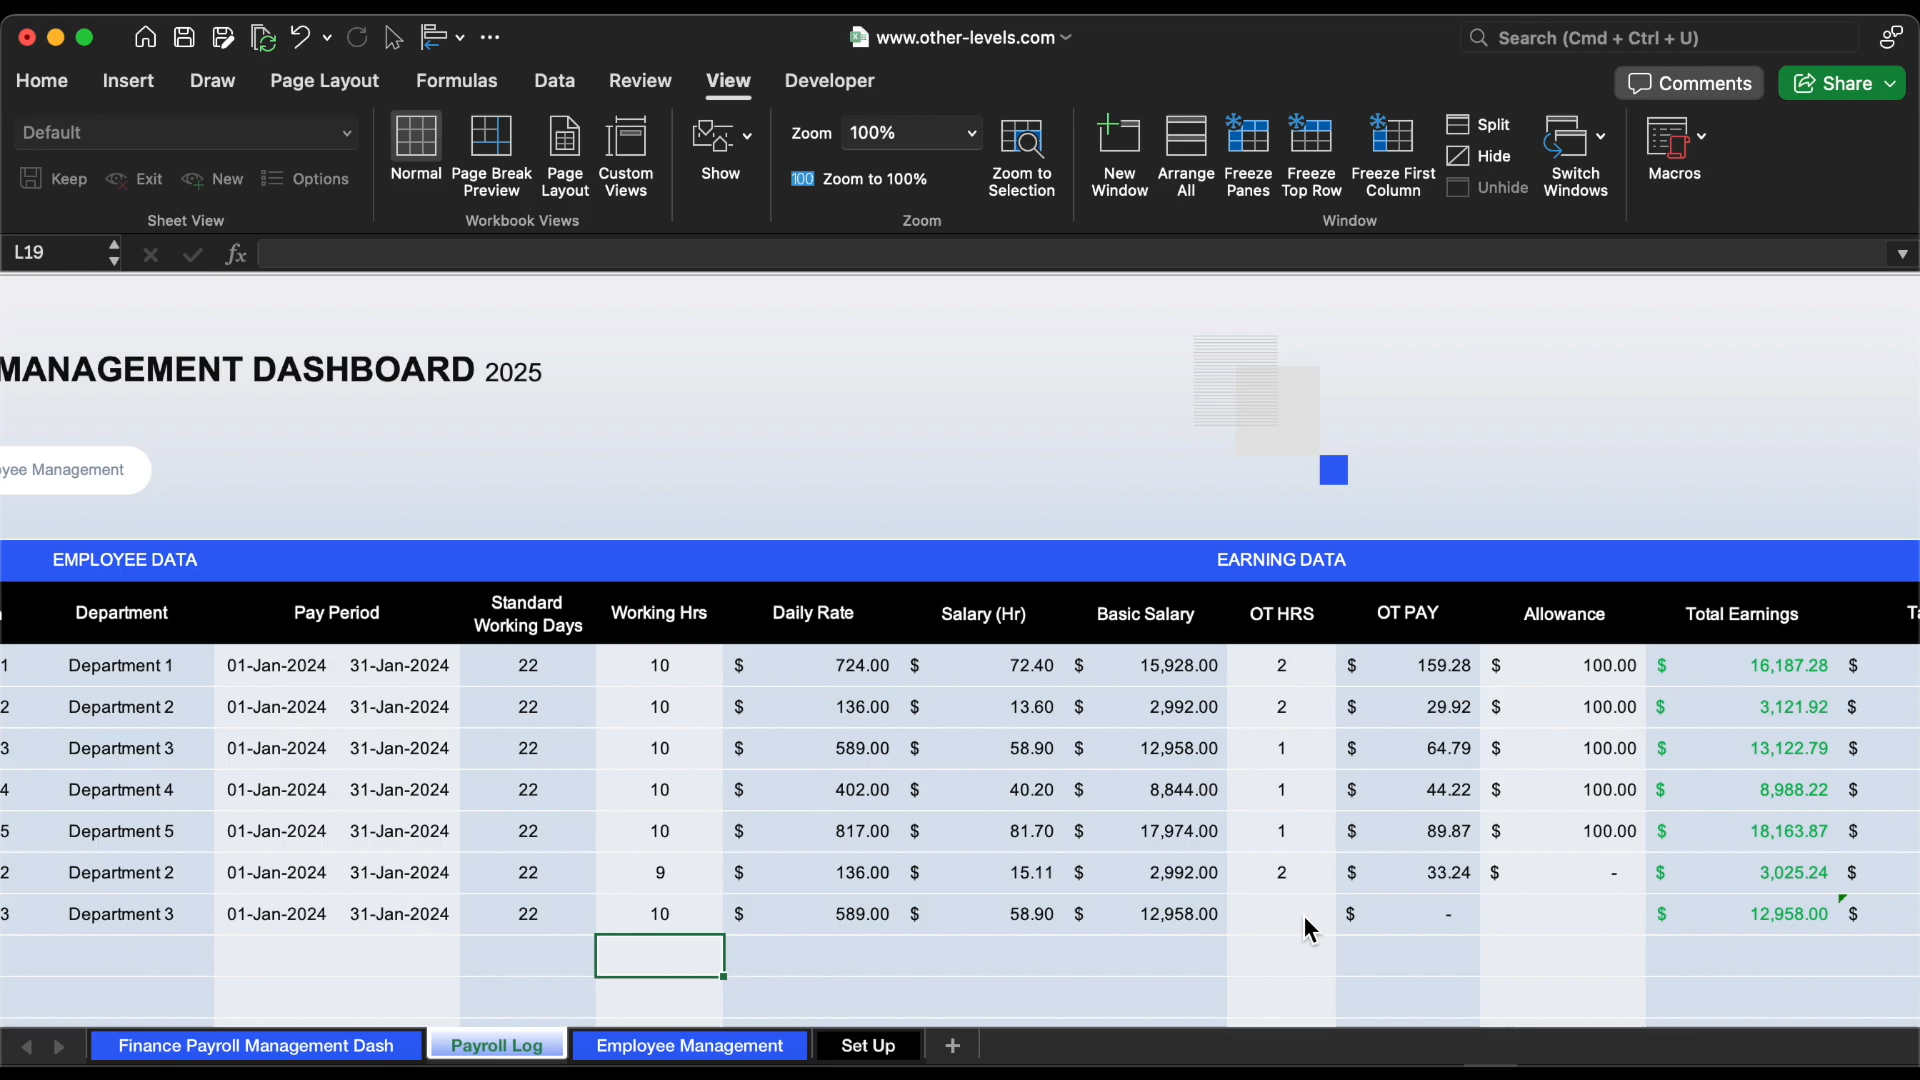 www.other-levels.com
Search (Cmd + Ctrl + U)
Home Insert Draw Page Layout Formulas Data Review View Developer
Comments Share
Default
Keep Exit New Options
Sheet View
Normal Page Break Preview Page Layout Custom Views
Workbook Views
Show
Zoom 100%
100 Zoom to 100%
Zoom to Selection
Zoom
New Window Arrange All Freeze Panes Freeze Top Row Freeze First Column
Split
Hide
Unhide
Switch Windows
Window
Macros
L19 fx
MANAGEMENT DASHBOARD 2025
yee Management
EMPLOYEE DATA EARNING DATA
Department Pay Period Standard Working Days Working Hrs Daily Rate Salary (Hr) Basic Salary OT HRS OT PAY Allowance Total Earnings Ta
1 Department 1 01-Jan-2024 31-Jan-2024 22 10 $ 724.00 $ 72.40 $ 15,928.00 2 $ 159.28 $ 100.00 $ 16,187.28 $
2 Department 2 01-Jan-2024 31-Jan-2024 22 10 $ 136.00 $ 13.60 $ 2,992.00 2 $ 29.92 $ 100.00 $ 3,121.92 $
3 Department 3 01-Jan-2024 31-Jan-2024 22 10 $ 589.00 $ 58.90 $ 12,958.00 1 $ 64.79 $ 100.00 $ 13,122.79 $
4 Department 4 01-Jan-2024 31-Jan-2024 22 10 $ 402.00 $ 40.20 $ 8,844.00 1 $ 44.22 $ 100.00 $ 8,988.22 $
5 Department 5 01-Jan-2024 31-Jan-2024 22 10 $ 817.00 $ 81.70 $ 17,974.00 1 $ 89.87 $ 100.00 $ 18,163.87 $
2 Department 2 01-Jan-2024 31-Jan-2024 22 9 $ 136.00 $ 15.11 $ 2,992.00 2 $ 33.24 $ - $ 3,025.24 $
3 Department 3 01-Jan-2024 31-Jan-2024 22 10 $ 589.00 $ 58.90 $ 12,958.00 $ - $ 12,958.00 $
Finance Payroll Management Dash Payroll Log Employee Management Set Up